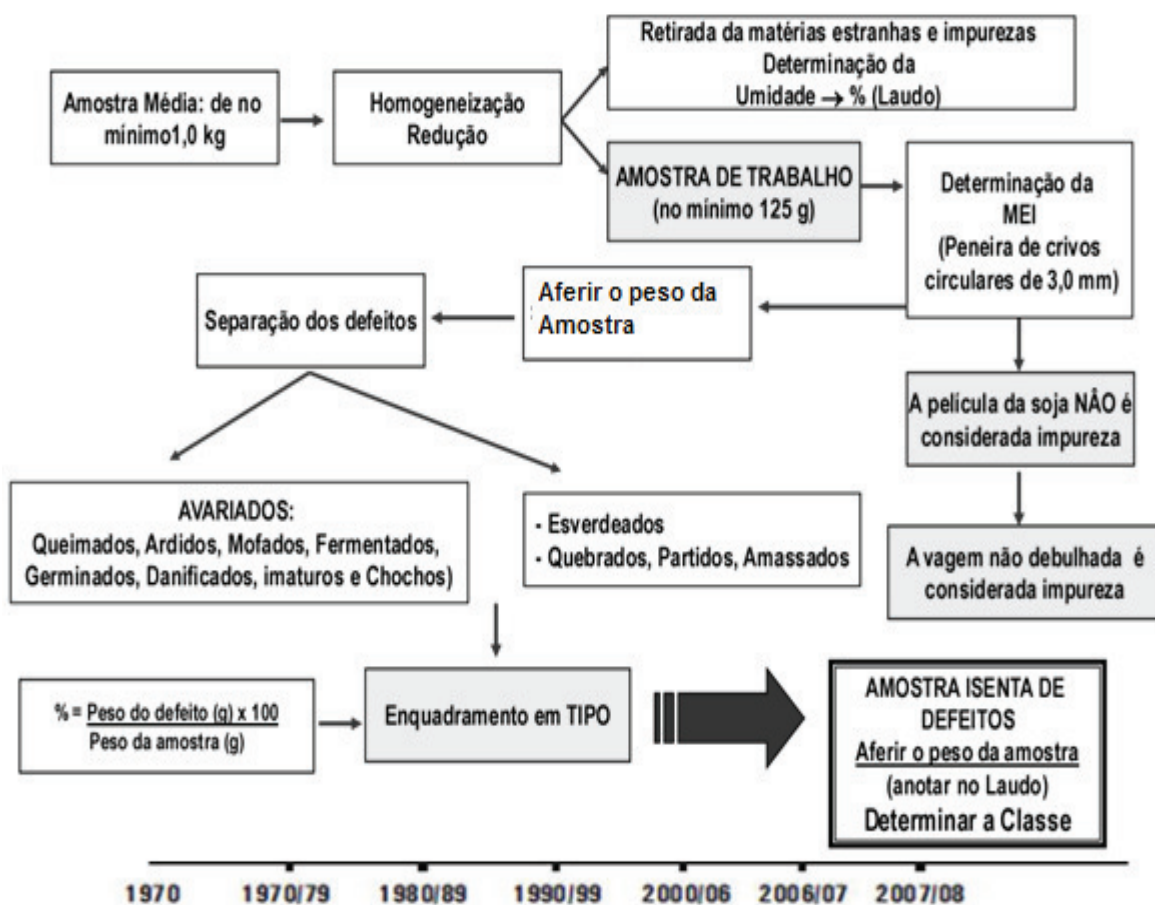 Retirada da matérias estranhas e impurezas
Determinação da
Umidade → % (Laudo)
Amostra Média: de no
mínimo1,0 kg
Homogeneização
Redução
AMOSTRA DE TRABALHO
(no mínimo 125 g)
Determinação da
MEI
(Peneira de crivos
circulares de 3,0 mm)
Aferir o peso da
Amostra
Separação dos defeitos
A película da soja NÂO é
considerada impureza
AVARIADOS:
Queimados, Ardidos, Mofados, Fermentados,
Germinados, Danificados, imaturos e Chochos)
- Esverdeados
- Quebrados, Partidos, Amassados
A vagem não debulhada é
considerada impureza
% = Peso do defeito (g) x 100
Peso da amostra (g)
Enquadramento em TIPO
AMOSTRA ISENTA DE
DEFEITOS
Aferir o peso da amostra
(anotar no Laudo)
Determinar a Classe
1970 1970/79 1980/89 1990/99 2000/06 2006/07 2007/08